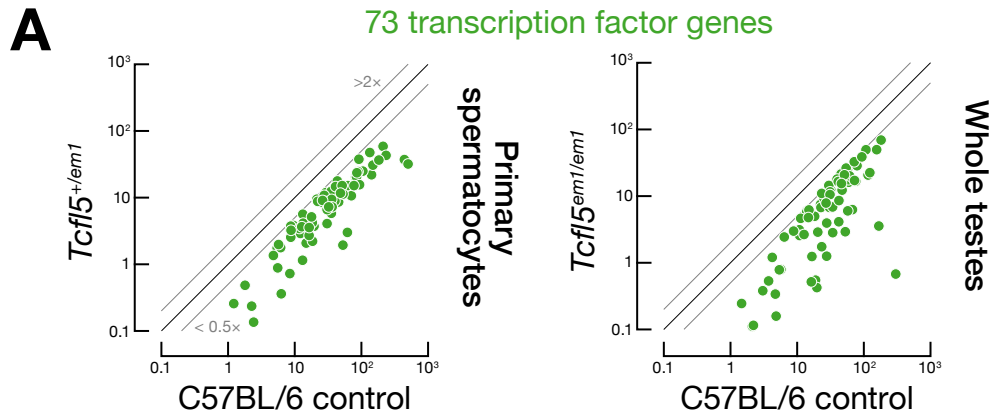 A
73 transcription factor genes
10³
10²
10
1
0.1
Tcfl5⁺/ᵉᵐ¹
>2×
< 0.5×
0.1
1
10
10²
10³
C57BL/6 control
Primary
spermatocytes
10³
10²
10
1
0.1
Tcfl5ᵉᵐ¹/ᵉᵐ¹
0.1
1
10
10²
10³
C57BL/6 control
Whole testes